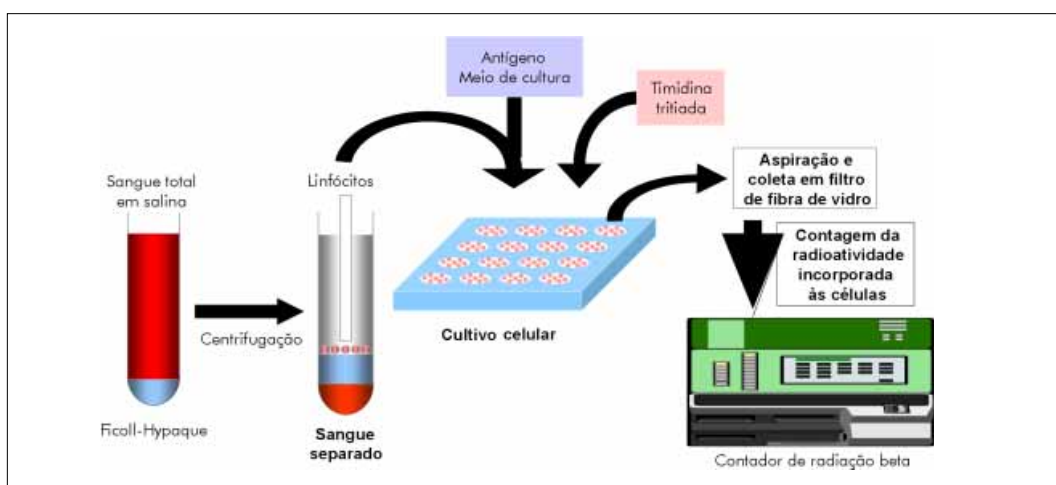 Antígeno
Meio de cultura
Timidina
tritiada
Sangue total
em salina
Linfócitos
Aspiração e
coleta em filtro
de fibra de vidro
Contagem da
radioatividade
incorporada
às células
Centrifugação
Cultivo celular
Ficoll-Hypaque
Sangue
separado
Contador de radiação beta